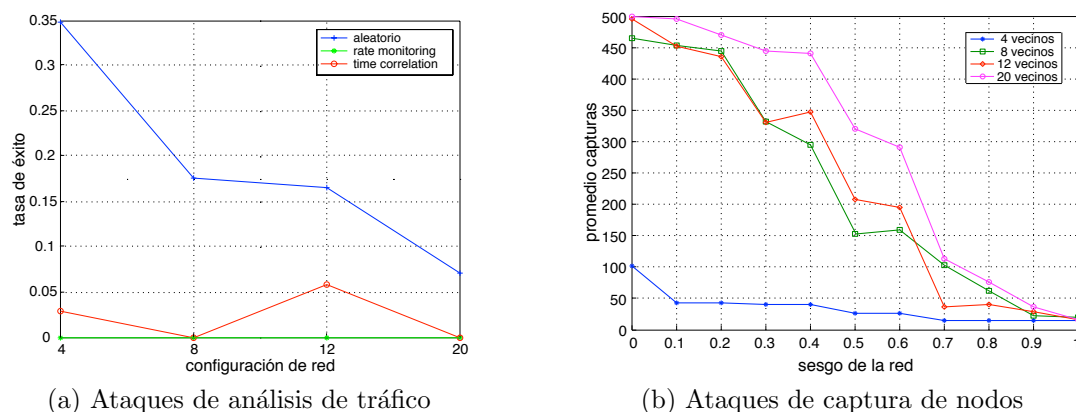 0.35
0.3
0.25
0.2
0.15
0.1
0.05
0
tasa de éxito
4
8
12
20
configuración de red
aleatorio
rate monitoring
time correlation
(a) Ataques de análisis de tráfico
500
450
400
350
300
250
200
150
100
50
0
promedio capturas
0 0.1 0.2 0.3 0.4 0.5 0.6 0.7 0.8 0.9 1
sesgo de la red
4 vecinos
8 vecinos
12 vecinos
20 vecinos
(b) Ataques de captura de nodos